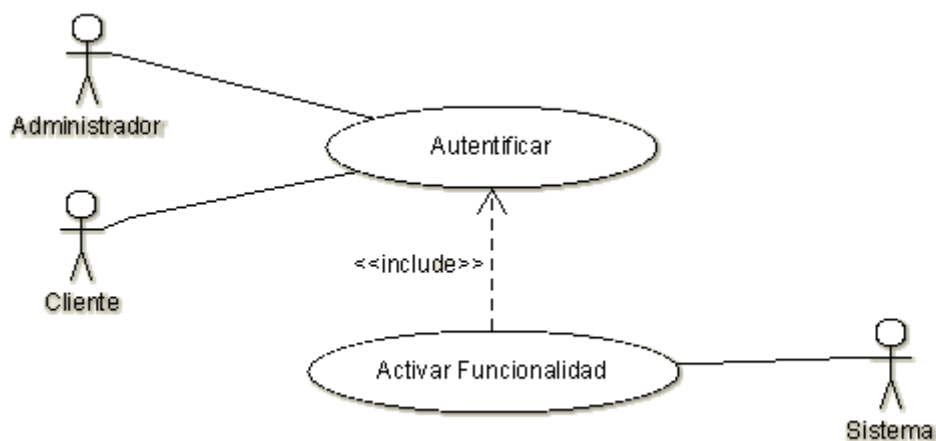 Administrador
Autentificar
Cliente
<<include>>
Activar Funcionalidad
Sistema